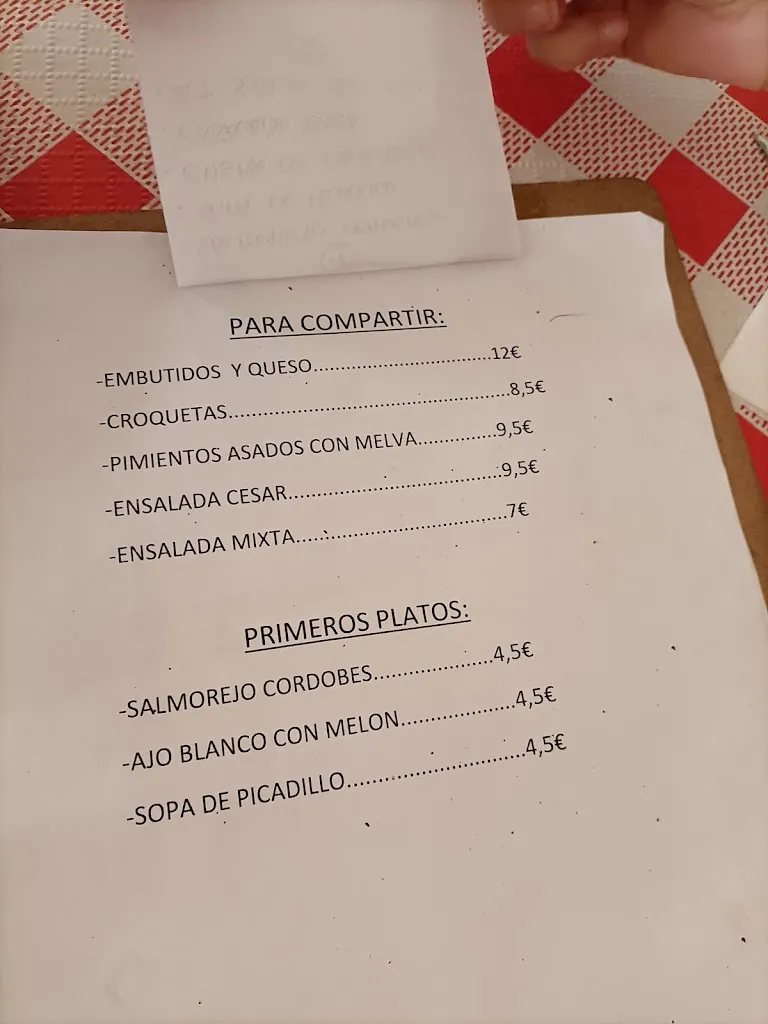 PARA COMPARTIR:
-EMBUTIDOS Y QUESO..................................12€
-CROQUETAS....................................................8,5€
-PIMIENTOS ASADOS CON MELVA..............9,5€
-ENSALADA CESAR.......................................9,5€
-ENSALADA MIXTA.......................................7€
PRIMEROS PLATOS:
-SALMOREJO CORDOBES......................4,5€
-AJO BLANCO CON MELON.....................4,5€
-SOPA DE PICADILLO.................................4,5€